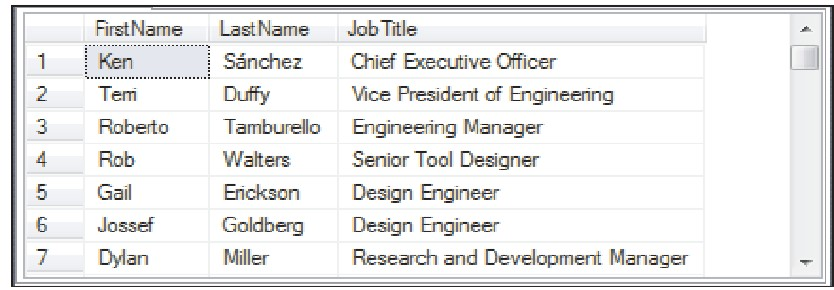 FirstName LastName JobTitle
1 Ken Sánchez Chief Executive Officer
2 Terri Duffy Vice President of Engineering
3 Roberto Tamburello Engineering Manager
4 Rob Walters Senior Tool Designer
5 Gail Erickson Design Engineer
6 Jossef Goldberg Design Engineer
7 Dylan Miller Research and Development Manager